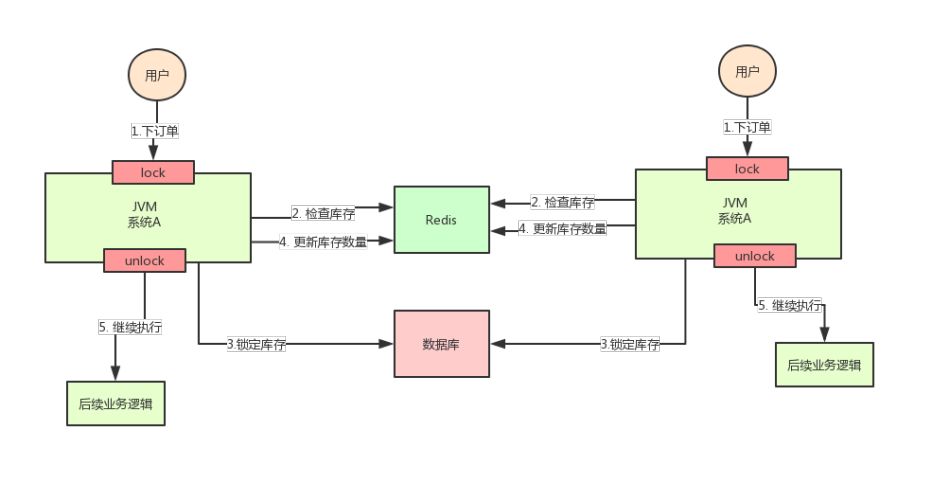 用户
用户
1.下订单
1.下订单
lock
lock
JVM
系统A
JVM
系统A
2. 检查库存
2. 检查库存
Redis
4. 更新库存数量
4. 更新库存数量
unlock
unlock
5. 继续执行
5. 继续执行
3.锁定库存
数据库
3.锁定库存
后续业务逻辑
后续业务逻辑